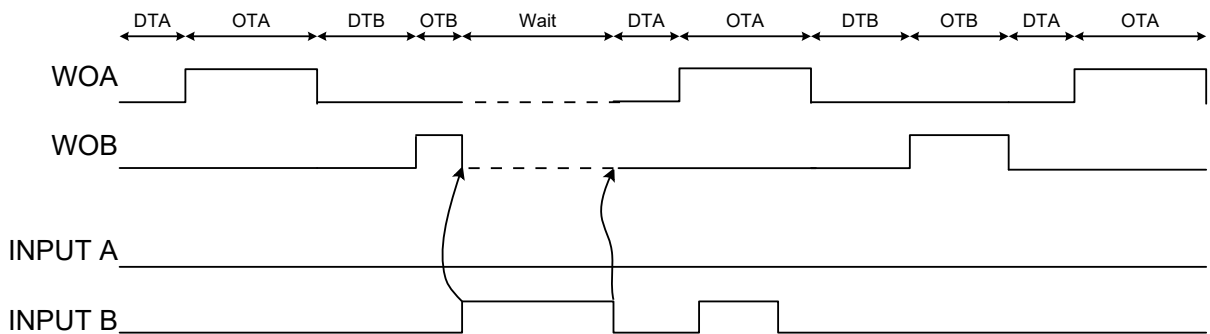 DTA OTA DTB OTB Wait DTA OTA DTB OTB DTA OTA
WOA
WOB
INPUT A
INPUT B